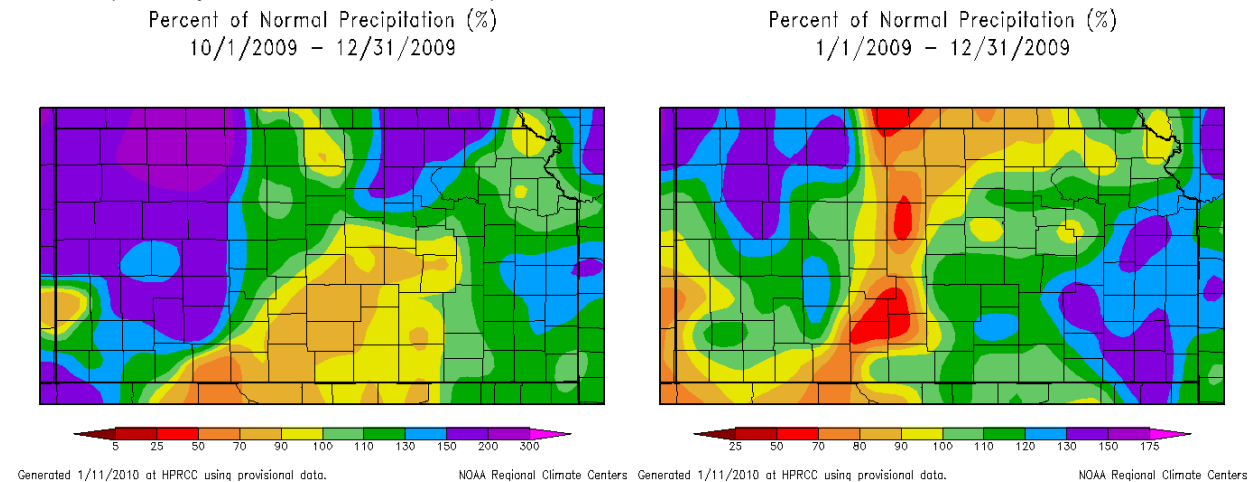 Percent of Normal Precipitation (%)
10/1/2009 – 12/31/2009
5 25 50 70 90 100 110 130 150 200 300
Generated 1/11/2010 at HPRCC using provisional data.
NOAA Regional Climate Centers
Percent of Normal Precipitation (%)
1/1/2009 – 12/31/2009
25 50 70 80 90 100 110 120 130 150 175
Generated 1/11/2010 at HPRCC using provisional data.
NOAA Regional Climate Centers